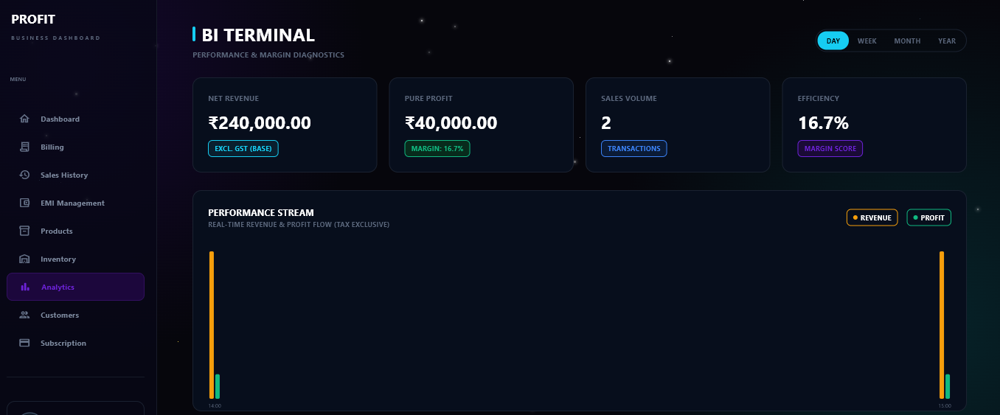 PROFIT
BUSINESS DASHBOARD
MENU
Dashboard
Billing
Sales History
EMI Management
Products
Inventory
Analytics
Customers
Subscription
BI TERMINAL
PERFORMANCE & MARGIN DIAGNOSTICS
DAY WEEK MONTH YEAR
NET REVENUE
₹240,000.00
EXCL. GST (BASE)
PURE PROFIT
₹40,000.00
MARGIN: 16.7%
SALES VOLUME
2
TRANSACTIONS
EFFICIENCY
16.7%
MARGIN SCORE
PERFORMANCE STREAM
REAL-TIME REVENUE & PROFIT FLOW (TAX EXCLUSIVE)
REVENUE PROFIT
14:00 15:00